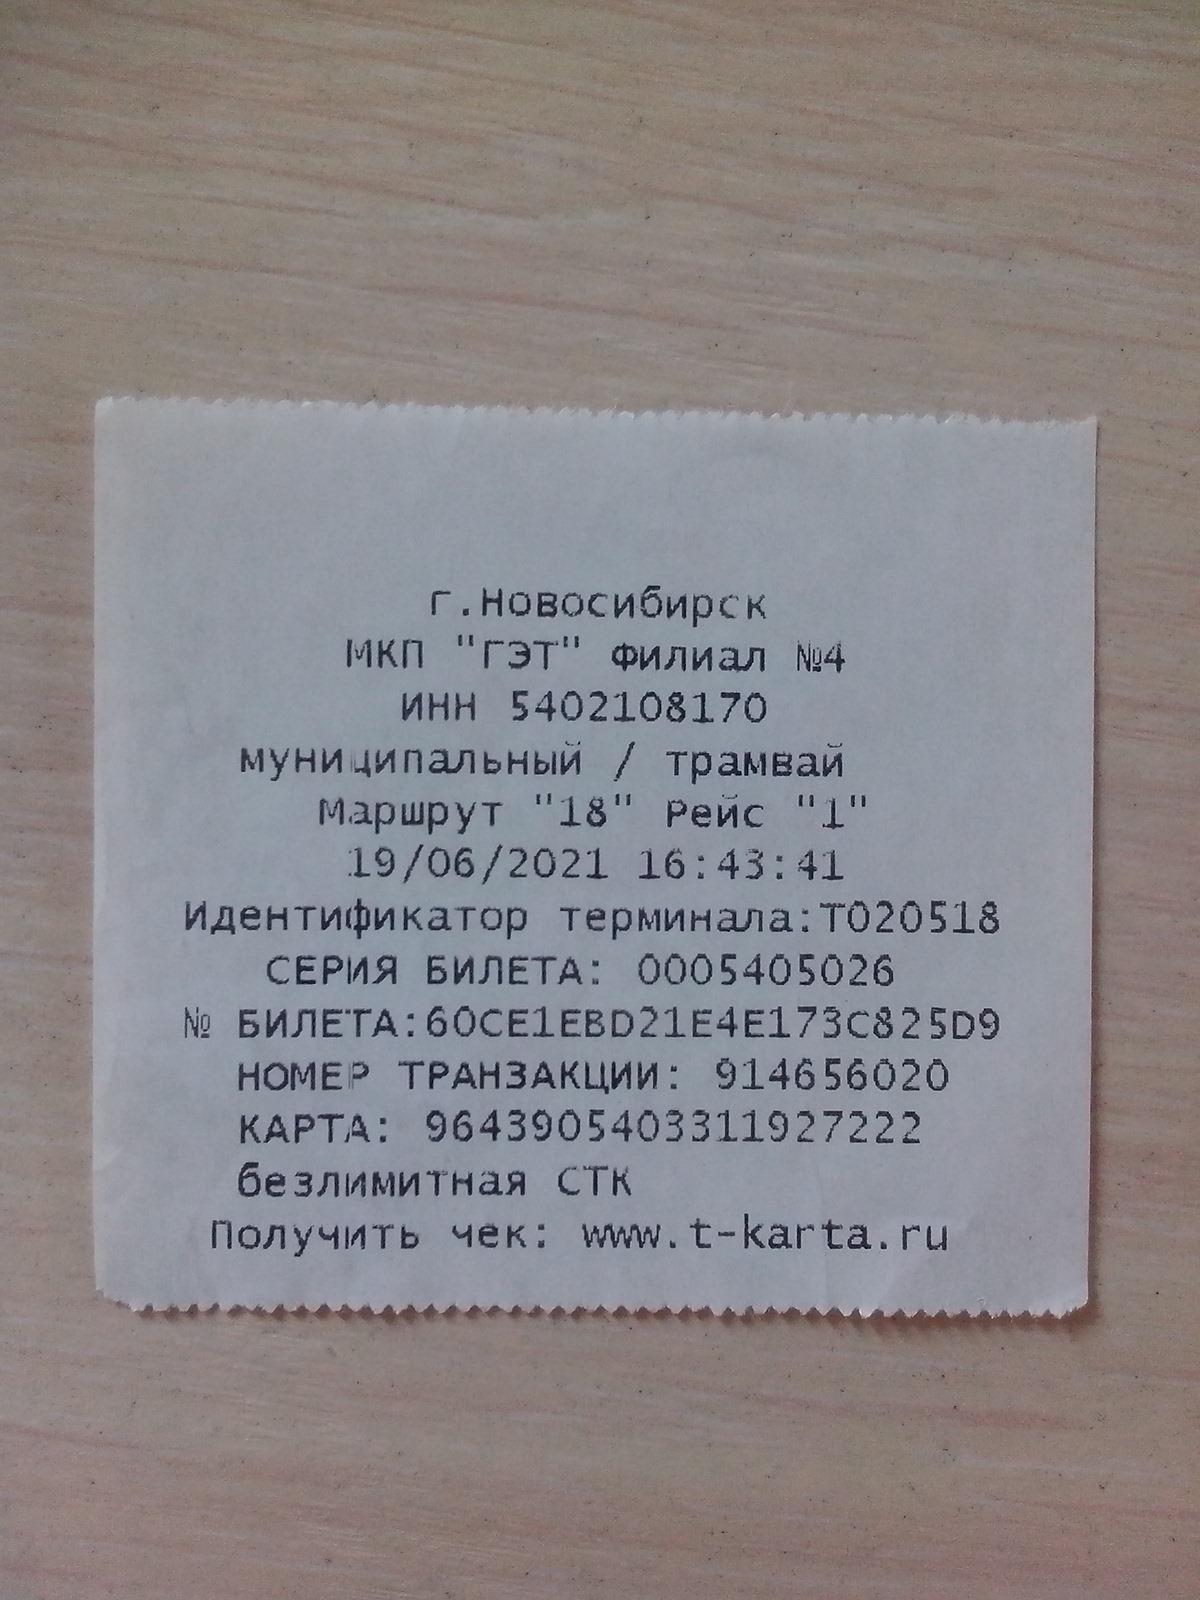 г.Новосибирск
МКП "ГЭТ" Филиал №4
ИНН 5402108170
муниципальный / трамвай
Маршрут "18" Рейс "1"
19/06/2021 16:43:41
Идентификатор терминала:T020518
СЕРИЯ БИЛЕТА: 0005405026
№ БИЛЕТА:60CE1EBD21E4E173C825D9
НОМЕР ТРАНЗАКЦИИ: 914656020
КАРТА: 9643905403311927222
безлимитная СТК
Получить чек: www.t-karta.ru